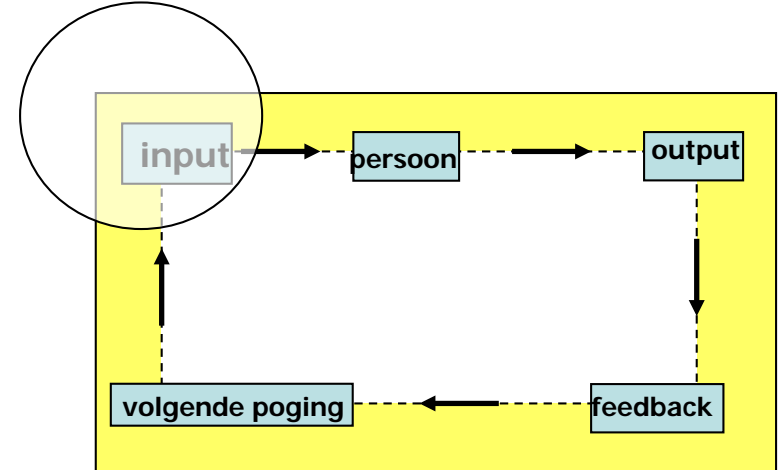 input
persoon
output
volgende poging
feedback